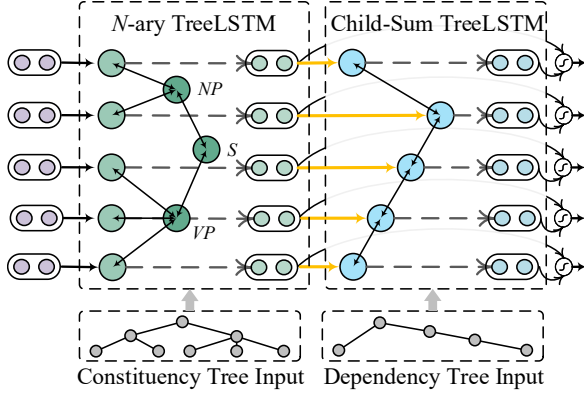 N-ary TreeLSTM
Child-Sum TreeLSTM
NP
S
VP
Constituency Tree Input
Dependency Tree Input